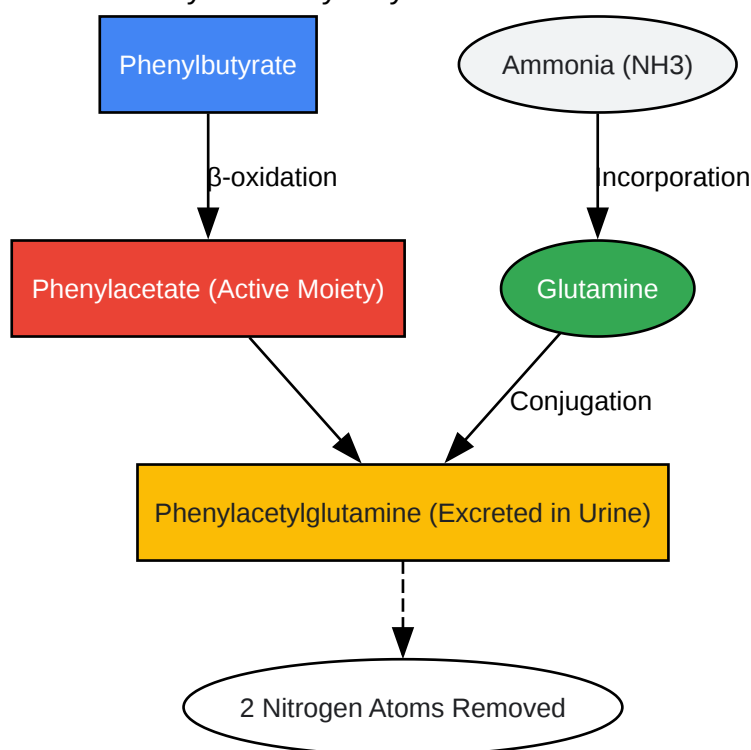 Phenylbutyrate
Ammonia (NH3)
β-oxidation
Incorporation
Phenylacetate (Active Moiety)
Glutamine
Conjugation
Phenylacetylglutamine (Excreted in Urine)
2 Nitrogen Atoms Removed